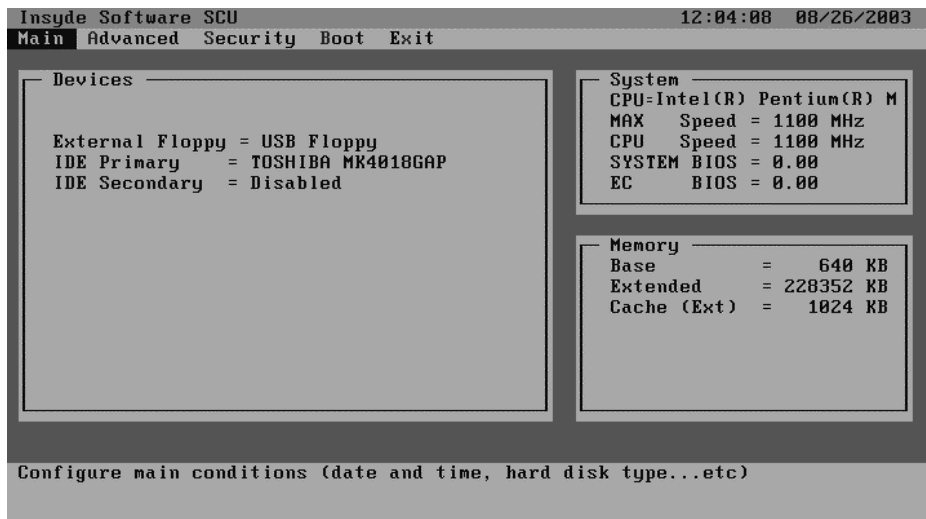 Insyde Software SCU 12:04:08 08/26/2003
Main Advanced Security Boot Exit
Devices
External Floppy = USB Floppy
IDE Primary = TOSHIBA MK4018GAP
IDE Secondary = Disabled
System
CPU=Intel(R) Pentium(R) M
MAX Speed = 1100 MHz
CPU Speed = 1100 MHz
SYSTEM BIOS = 0.00
EC BIOS = 0.00
Memory
Base = 640 KB
Extended = 228352 KB
Cache (Ext) = 1024 KB
Configure main conditions (date and time, hard disk type...etc)